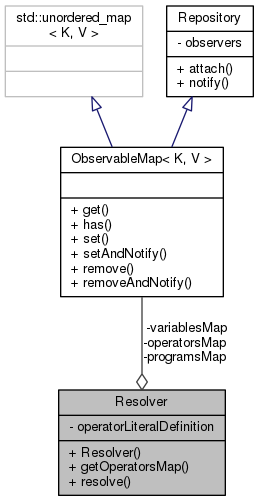 std::unordered_map
< K, V >
Repository
- observers
+ attach()
+ notify()
ObservableMap< K, V >
+ get()
+ has()
+ set()
+ setAndNotify()
+ remove()
+ removeAndNotify()
-variablesMap
-operatorsMap
-programsMap
Resolver
- operatorLiteralDefinition
+ Resolver()
+ getOperatorsMap()
+ resolve()